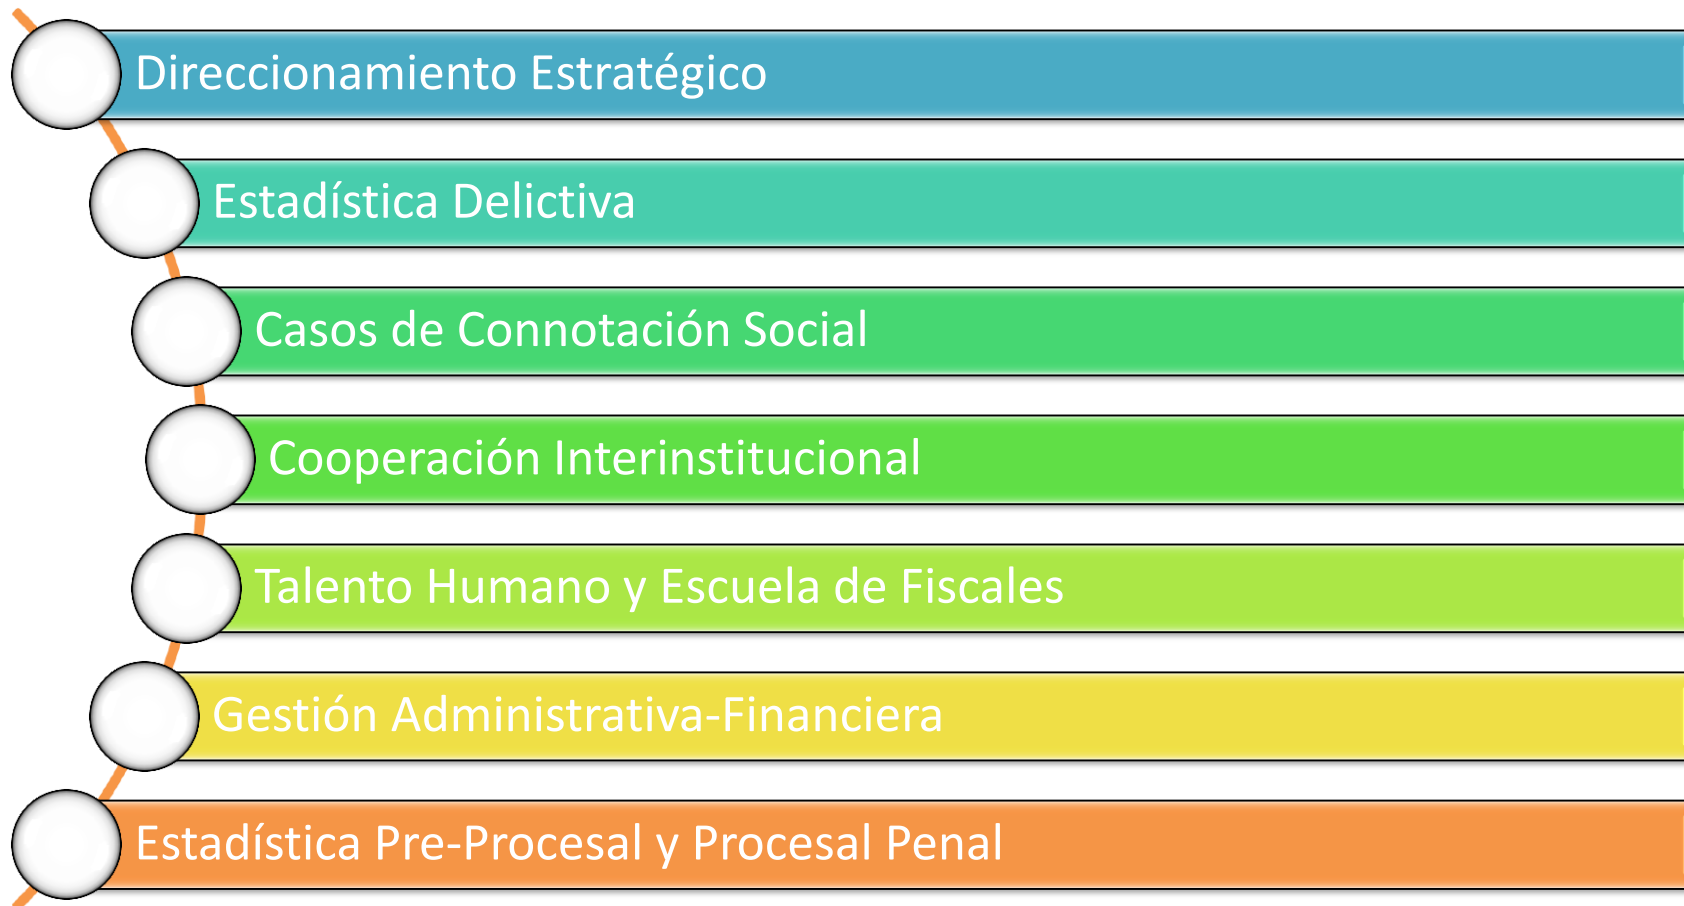 Direccionamiento Estratégico
Estadística Delictiva
Casos de Connotación Social
Cooperación Interinstitucional
Talento Humano y Escuela de Fiscales
Gestión Administrativa-Financiera
Estadística Pre-Procesal y Procesal Penal